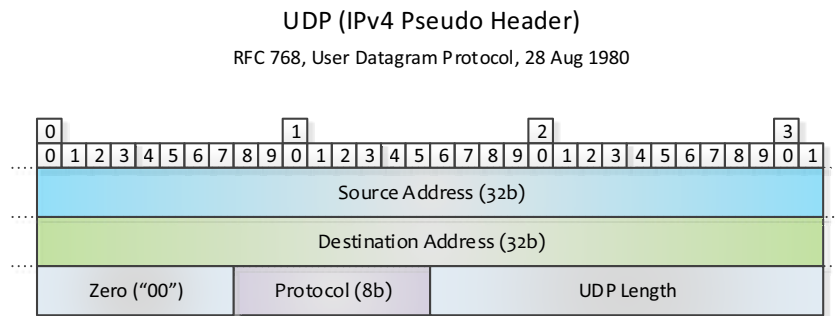 UDP (IPv4 Pseudo Header)
RFC 768, User Datagram Protocol, 28 Aug 1980
0 1 2 3
0 1 2 3 4 5 6 7 8 9 0 1 2 3 4 5 6 7 8 9 0 1 2 3 4 5 6 7 8 9 0 1
Source Address (32b)
Destination Address (32b)
Zero (“00”) Protocol (8b) UDP Length